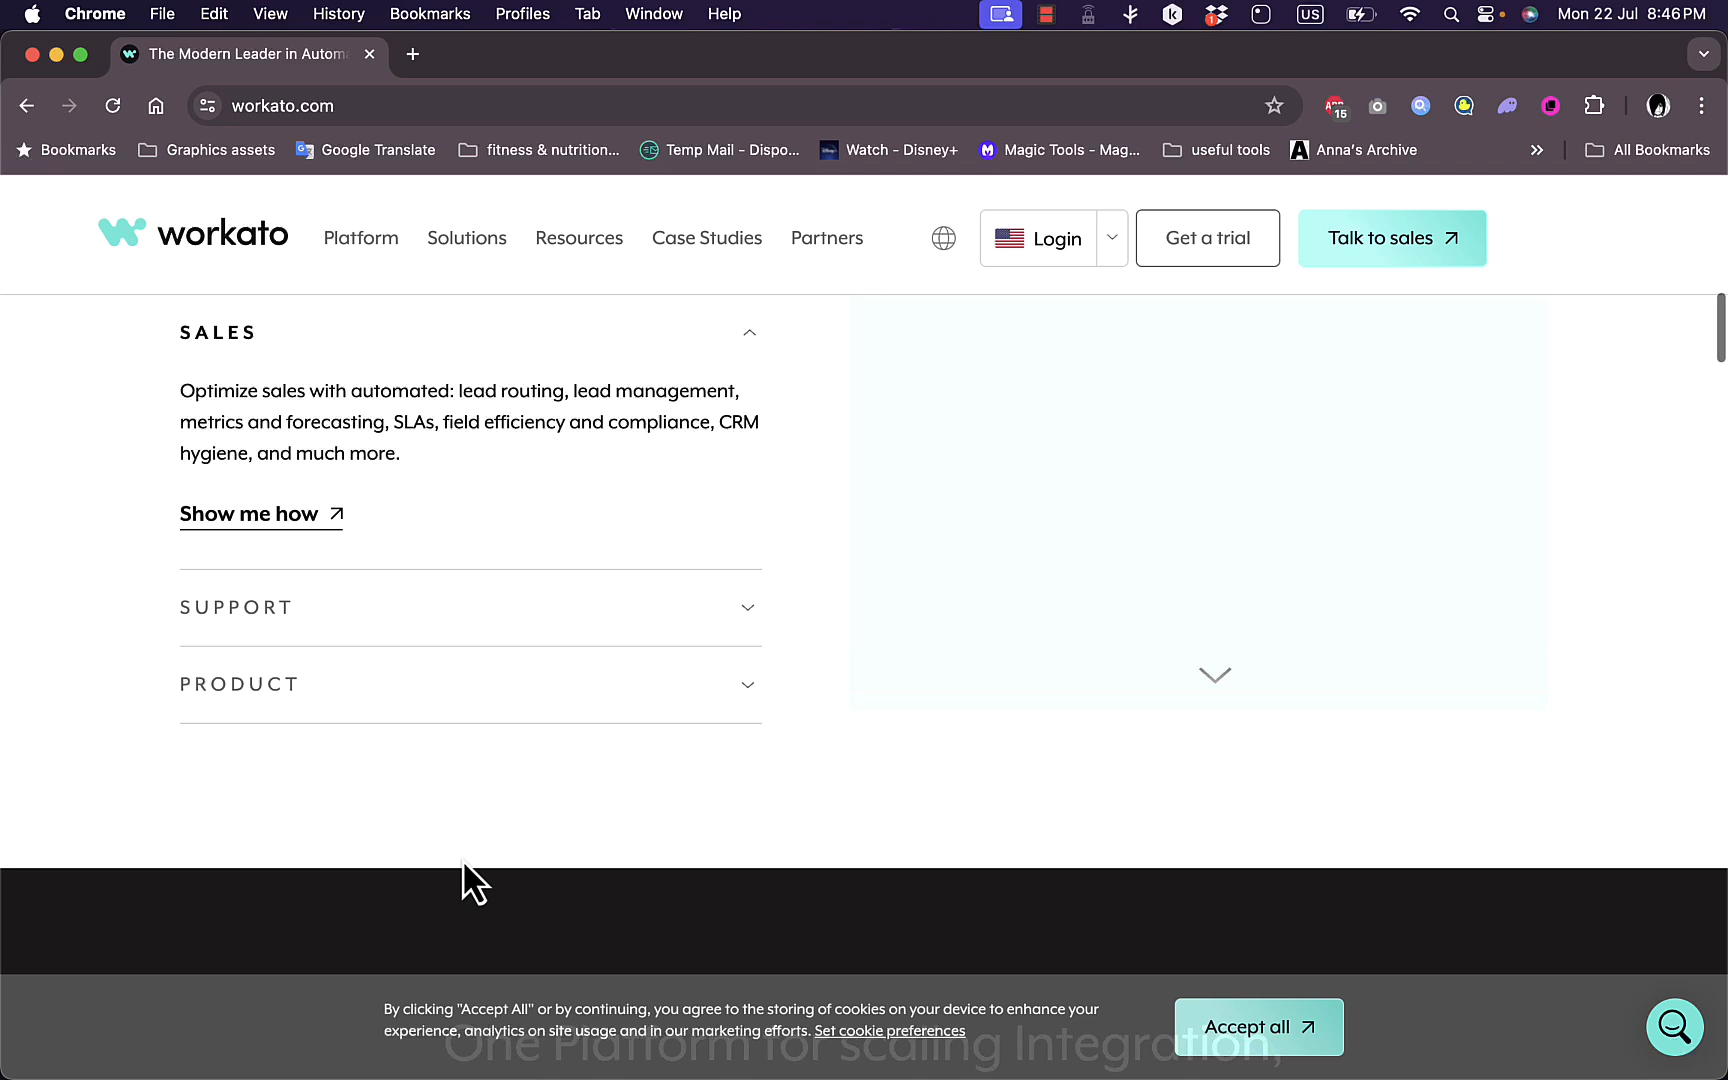 Chrome File Edit View History Bookmarks Profiles Tab Window Help US Mon 22 Jul 8:46 PM
The Modern Leader in Autom
workato.com
15
Bookmarks Graphics assets Google Translate fitness & nutrition... Temp Mail - Dispo... Watch - Disney+ Magic Tools - Mag... useful tools Anna's Archive All Bookmarks
workato Platform Solutions Resources Case Studies Partners Login Get a trial Talk to sales
SALES
Optimize sales with automated: lead routing, lead management,
metrics and forecasting, SLAs, field efficiency and compliance, CRM
hygiene, and much more.
Show me how
SUPPORT
PRODUCT
By clicking "Accept All" or by continuing, you agree to the storing of cookies on your device to enhance your
experience, analytics on site usage and in our marketing efforts. Set cookie preferences
Accept all
One Platform for scaling Integration,